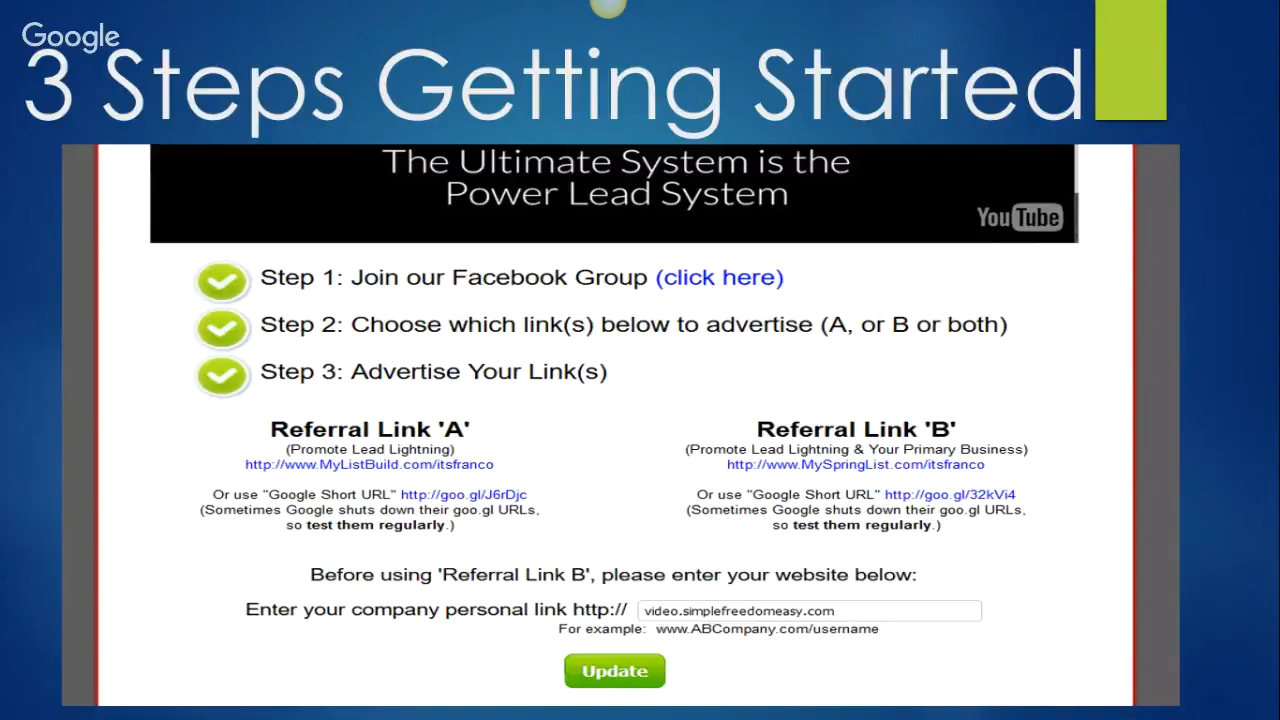 Google
3 Steps Getting Started
The Ultimate System is the
Power Lead System
YouTube
Step 1: Join our Facebook Group (click here)
Step 2: Choose which link(s) below to advertise (A, or B or both)
Step 3: Advertise Your Link(s)
Referral Link 'A'
(Promote Lead Lightning)
http://www.MyListBuild.com/itsfranco
Or use "Google Short URL" http://goo.gl/J6rDjc
(Sometimes Google shuts down their goo.gl URLs,
so test them regularly.)
Referral Link 'B'
(Promote Lead Lightning & Your Primary Business)
http://www.MySpringList.com/itsfranco
Or use "Google Short URL" http://goo.gl/32kVi4
(Sometimes Google shuts down their goo.gl URLs,
so test them regularly.)
Before using 'Referral Link B', please enter your website below:
Enter your company personal link http:// video.simplefreedomeasy.com
For example: www.ABCompany.com/username
Update